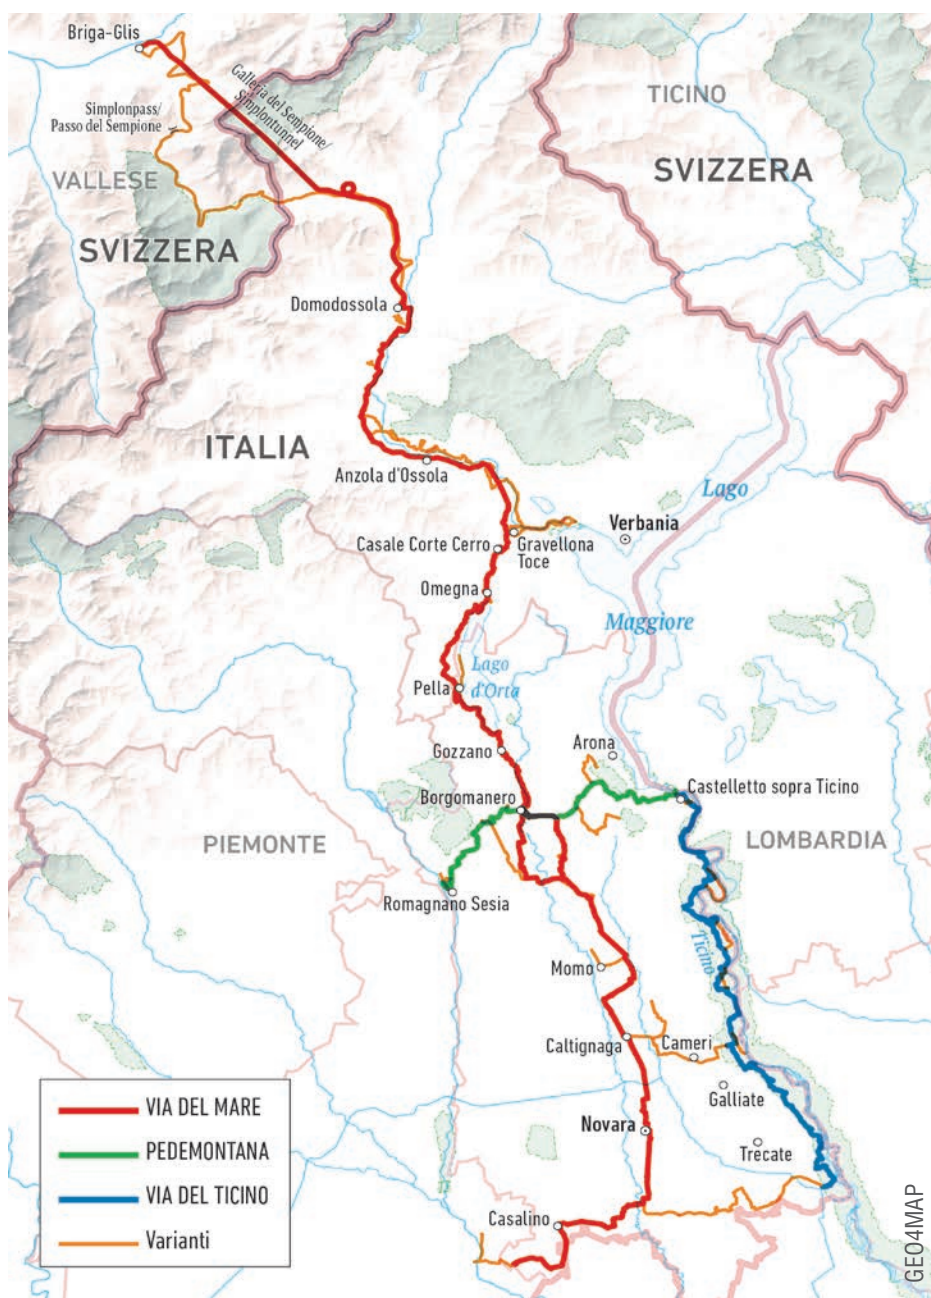 Briga-Glis
Galleria del Sempione/
Simplontunnel
Simplonpass/
Passo del Sempione
TICINO
SVIZZERA
VALLESE
SVIZZERA
Domodossola
ITALIA
Anzola d'Ossola
Lago
Verbania
Casale Corte Cerro
Gravellona
Toce
Omegna
Maggiore
Lago
d'Orta
Pella
Gozzano
Arona
Castelletto sopra Ticino
Borgomanero
PIEMONTE
LOMBARDIA
Romagnano Sesia
Ticino
Momo
Caltignaga
Cameri
Galliate
Novara
Trecate
Casalino
VIA DEL MARE
PEDEMONTANA
VIA DEL TICINO
Varianti
GEO4MAP